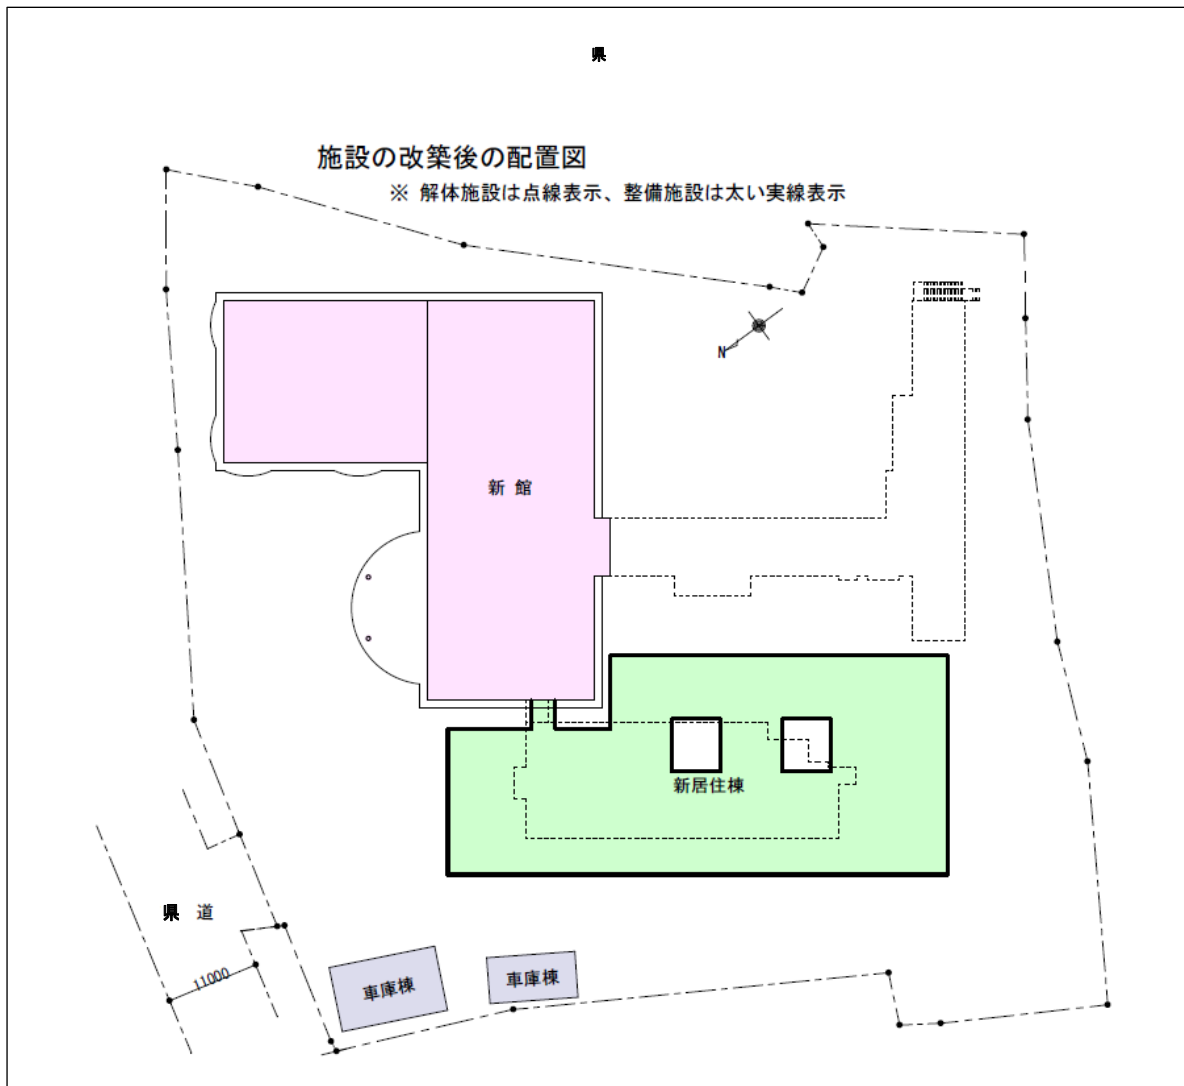 県
施設の改築後の配置図
※ 解体施設は点線表示、整備施設は太い実線表示
N
新 館
新居住棟
県 道
11000
車庫棟
車庫棟